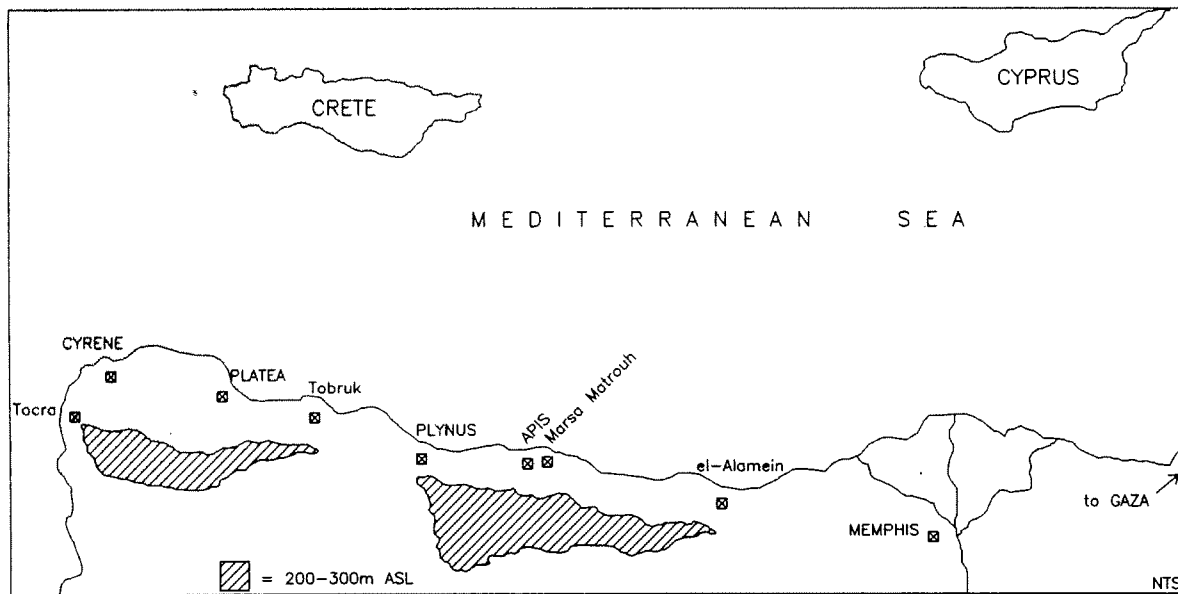 CRETE
CYPRUS
MEDITERRANEAN SEA
CYRENE
PLATEA
Tobruk
Tocra
PLYNUS
APIS
Marsa Matrouh
el-Alamein
to GAZA
MEMPHIS
= 200-300m ASL
NTS